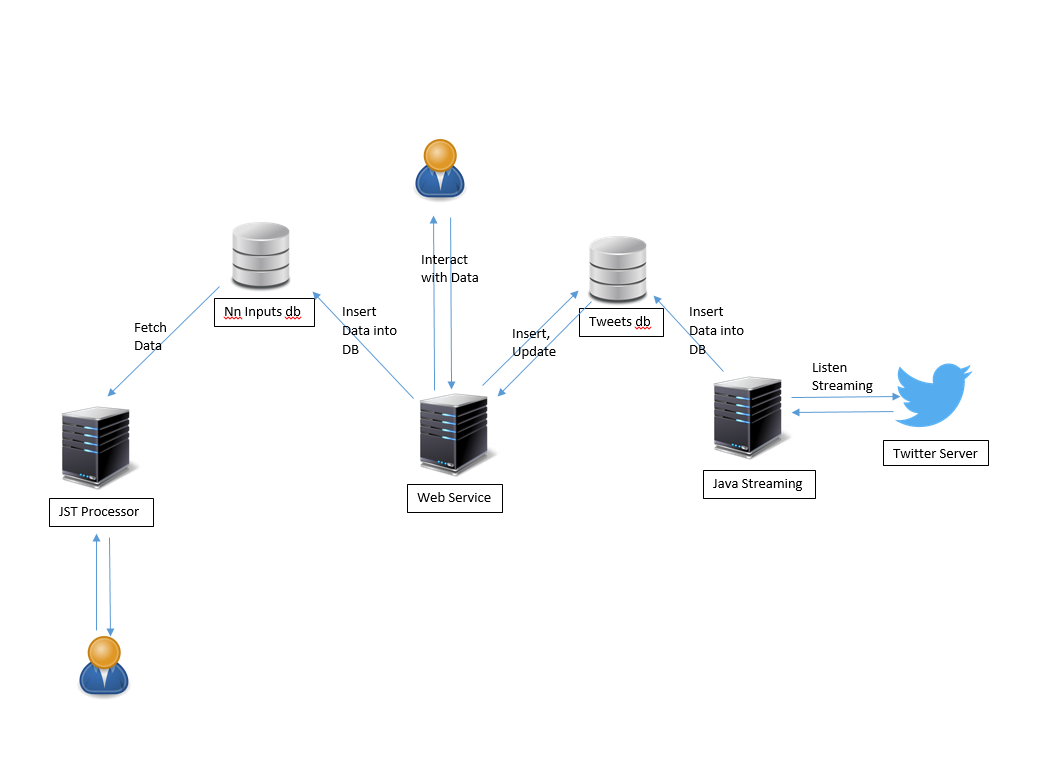 Interact
with Data
Nn Inputs db
Insert
Data into
DB
Fetch
Data
Tweets db
Insert,
Update
Insert
Data into
DB
Listen
Streaming
Twitter Server
Java Streaming
Web Service
JST Processor